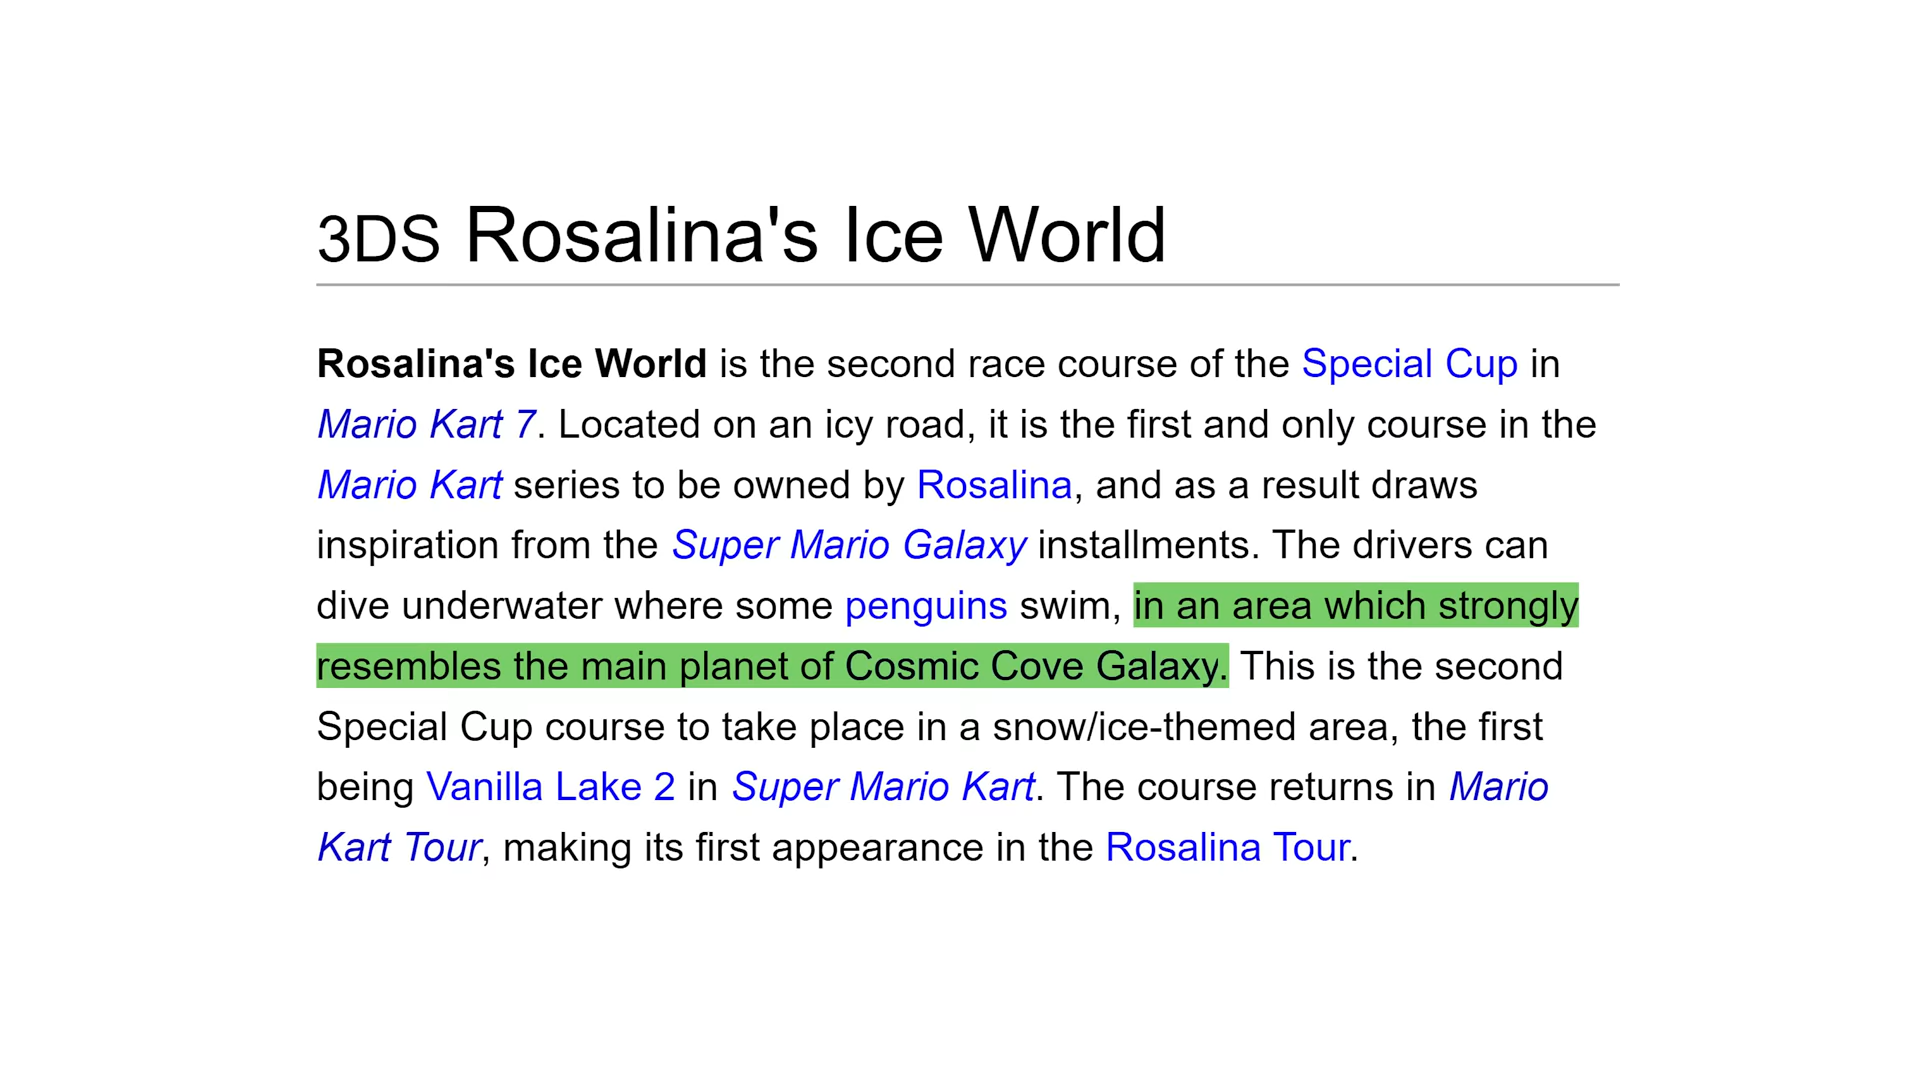 3DS Rosalina's Ice World
Rosalina's Ice World is the second race course of the Special Cup in
Mario Kart 7. Located on an icy road, it is the first and only course in the
Mario Kart series to be owned by Rosalina, and as a result draws
inspiration from the Super Mario Galaxy installments. The drivers can
dive underwater where some penguins swim, in an area which strongly
resembles the main planet of Cosmic Cove Galaxy. This is the second
Special Cup course to take place in a snow/ice-themed area, the first
being Vanilla Lake 2 in Super Mario Kart. The course returns in Mario
Kart Tour, making its first appearance in the Rosalina Tour.